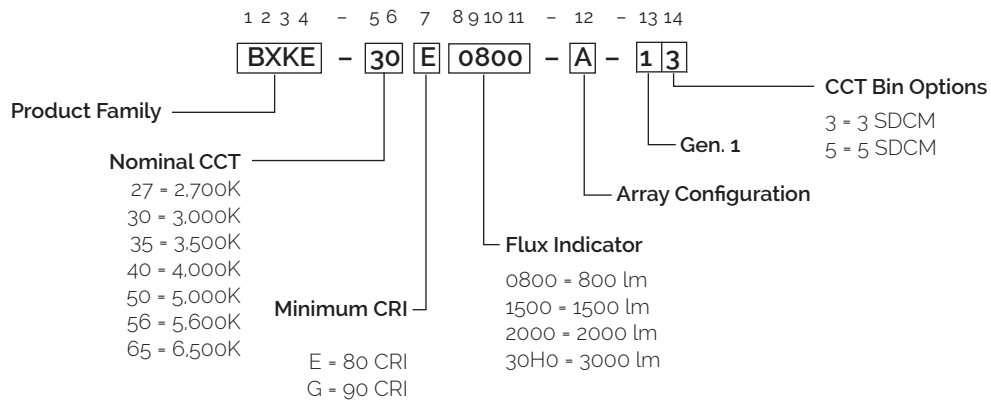 1 2 3 4 – 5 6 7 8 9 10 11 – 12 – 13 14
BXKE – 30 E 0800 – A – 1 3
Product Family
CCT Bin Options
3 = 3 SDCM
5 = 5 SDCM
Gen. 1
Nominal CCT
27 = 2,700K
30 = 3,000K
35 = 3,500K
40 = 4,000K
50 = 5,000K
56 = 5,600K
65 = 6,500K
Array Configuration
Flux Indicator
0800 = 800 lm
1500 = 1500 lm
2000 = 2000 lm
30H0 = 3000 lm
Minimum CRI
E = 80 CRI
G = 90 CRI